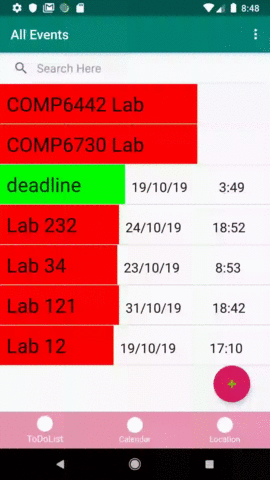 8:48
All Events
Search Here
COMP6442 Lab
COMP6730 Lab
deadline 19/10/19 3:49
Lab 232 24/10/19 18:52
Lab 34 23/10/19 8:53
Lab 121 31/10/19 18:42
Lab 12 19/10/19 17:10
ToDoList Calendar Location